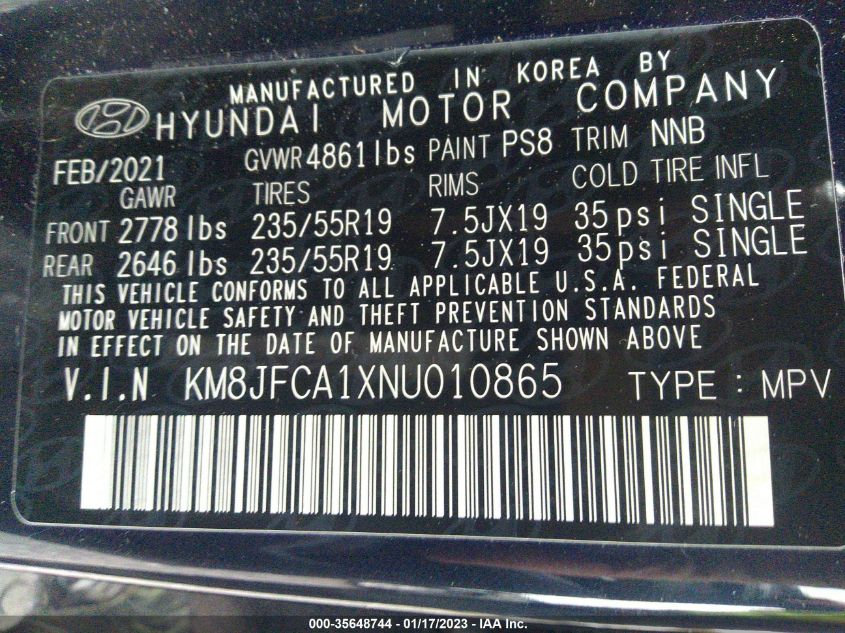 MANUFACTURED IN KOREA BY
HYUNDAI MOTOR COMPANY
FEB/2021 GVWR 4861 lbs PAINT PS8 TRIM NNB
GAWR TIRES RIMS COLD TIRE INFL
FRONT 2778 lbs 235/55R19 7.5JX19 35psi SINGLE
REAR 2646 lbs 235/55R19 7.5JX19 35psi SINGLE
THIS VEHICLE CONFORMS TO ALL APPLICABLE U.S.A. FEDERAL
MOTOR VEHICLE SAFETY AND THEFT PREVENTION STANDARDS
IN EFFECT ON THE DATE OF MANUFACTURE SHOWN ABOVE
V.I.N KM8JFCA1XNU010865 TYPE : MPV
000-35648744 - 01/17/2023 - IAA Inc.